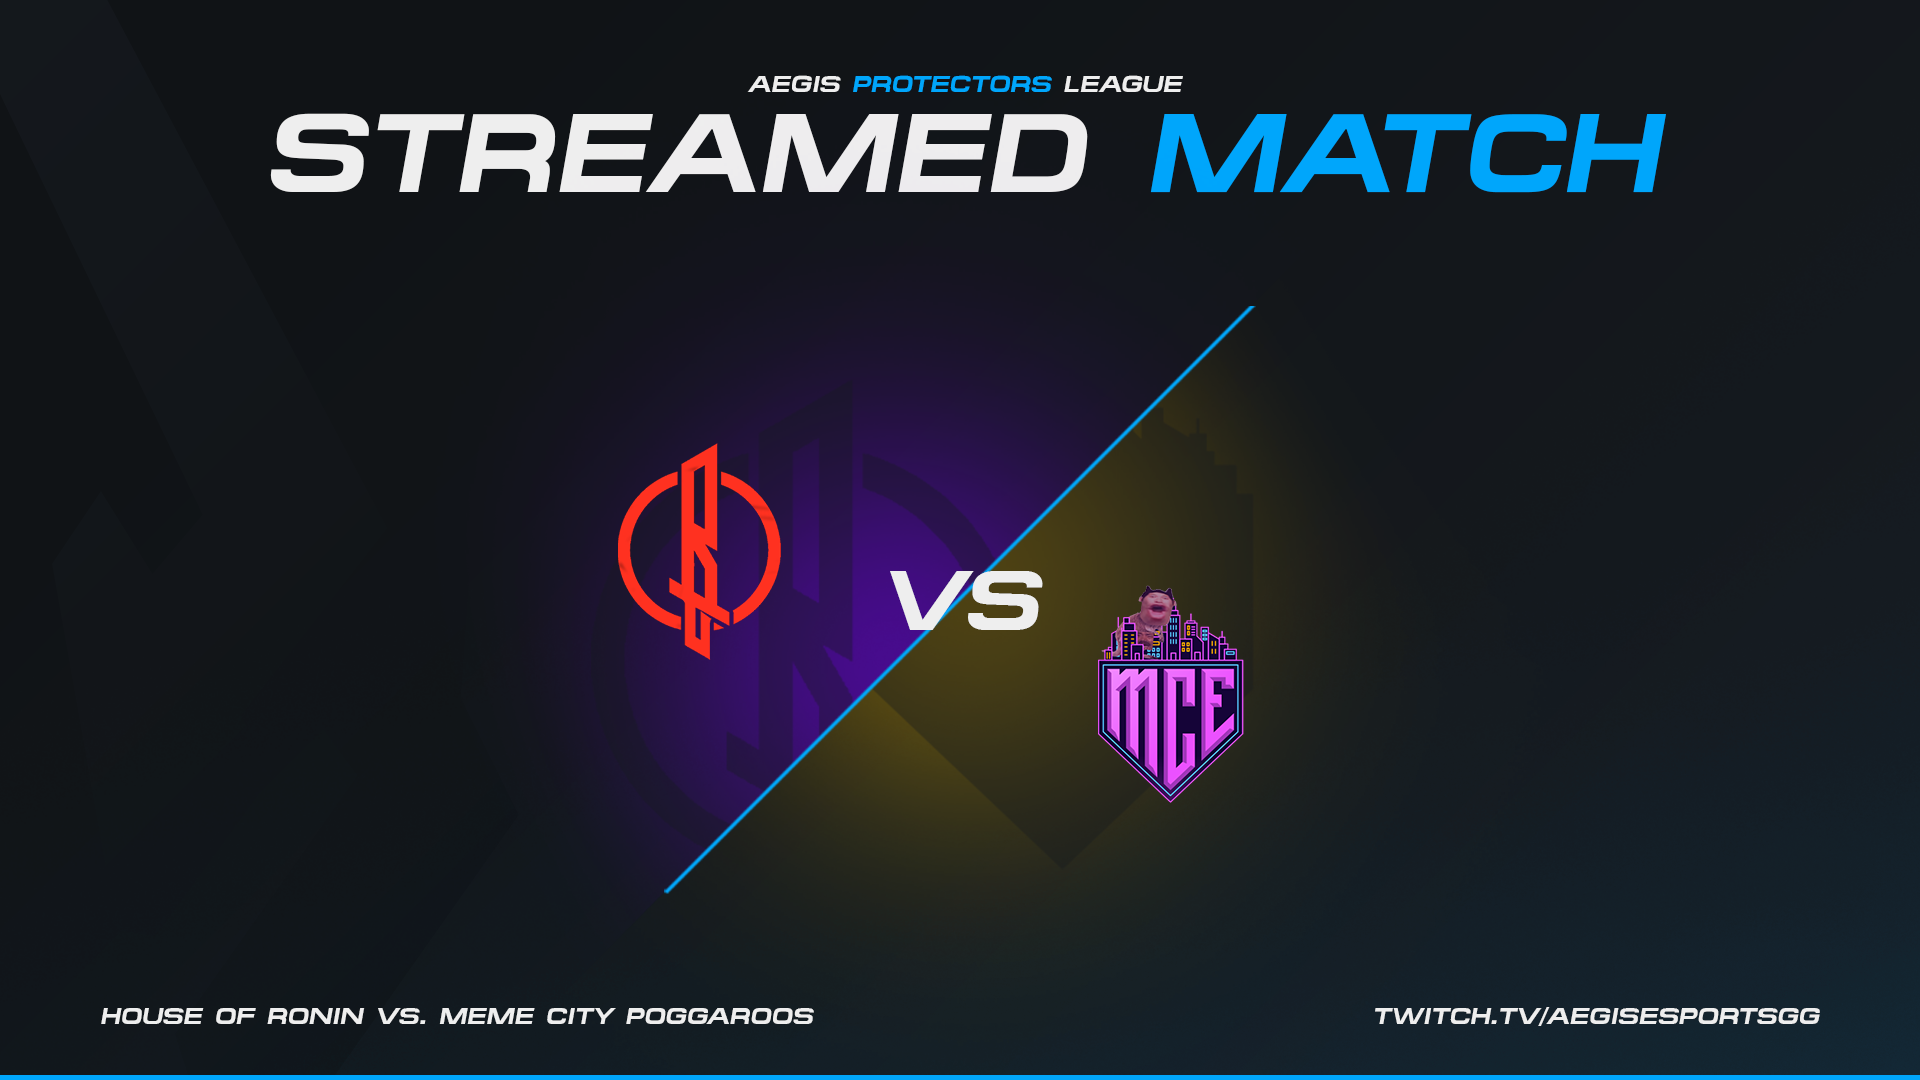 AEGIS PROTECTORS LEAGUE
STREAMED MATCH
VS
MCE
HOUSE OF RONIN VS. MEME CITY POGGAROOS
TWITCH.TV/AEGISESPORTSGG